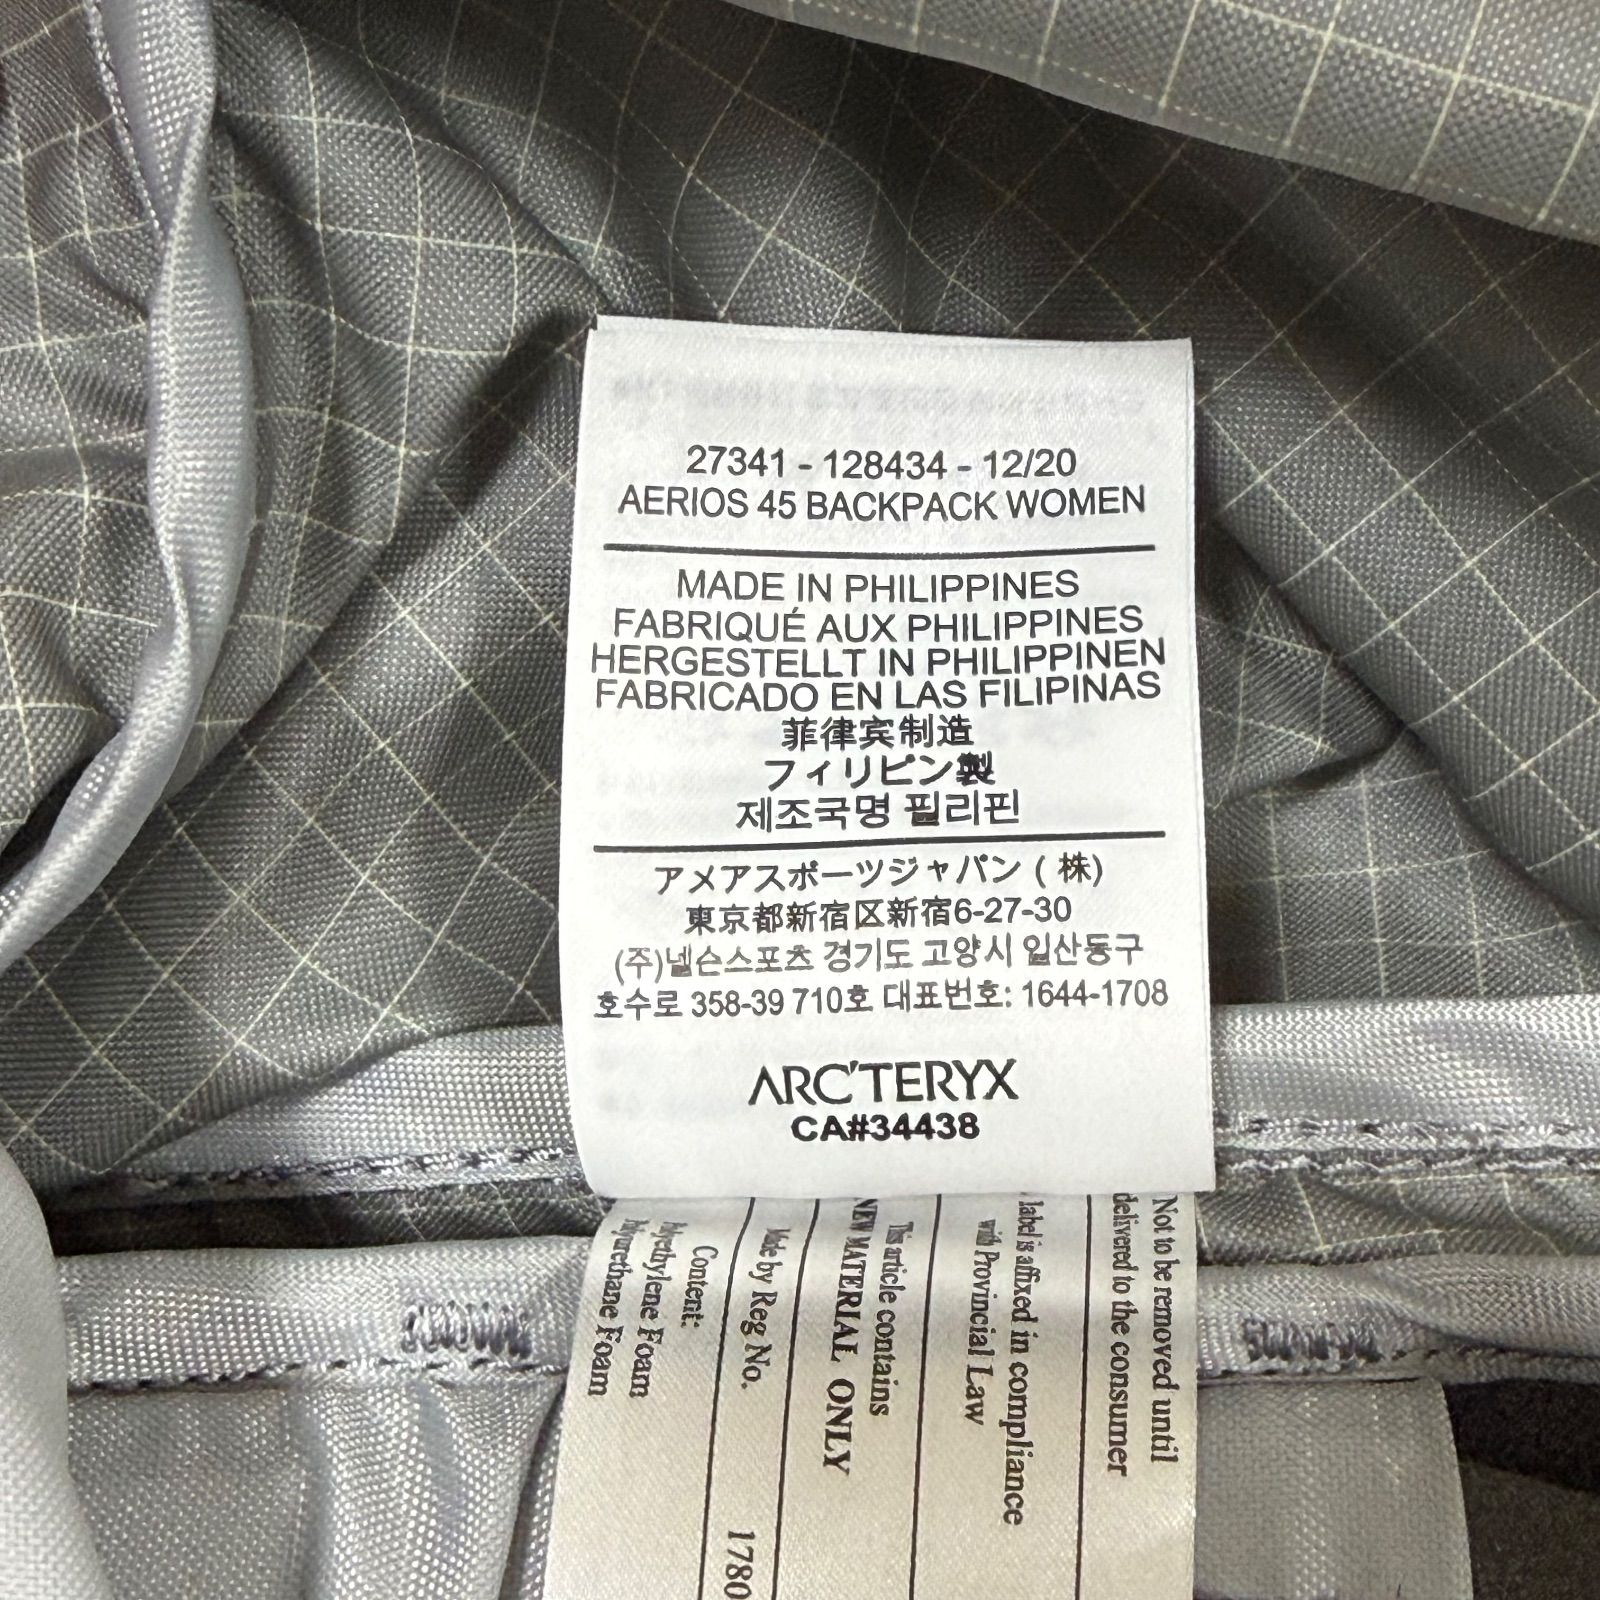 27341 - 128434 - 12/20
AERIOS 45 BACKPACK WOMEN
MADE IN PHILIPPINES
FABRIQUÉ AUX PHILIPPINES
HERGESTELLT IN PHILIPPINEN
FABRICADO EN LAS FILIPINAS
菲律宾制造
フィリピン製
제조국명 필리핀
アメアスポーツジャパン ( 株)
東京都新宿区新宿6-27-30
(주)넬슨스포츠 경기도 고양시 일산동구
호수로 358-39 710호 대표번호: 1644-1708
ARC'TERYX
CA#34438
Not to be removed until
delivered to the consumer
label is affixed in compliance
with Provincial Law
This article contains
NEW MATERIAL ONLY
Made by Reg No. 1780
Content:
Polyethylene Foam
Polyurethane Foam